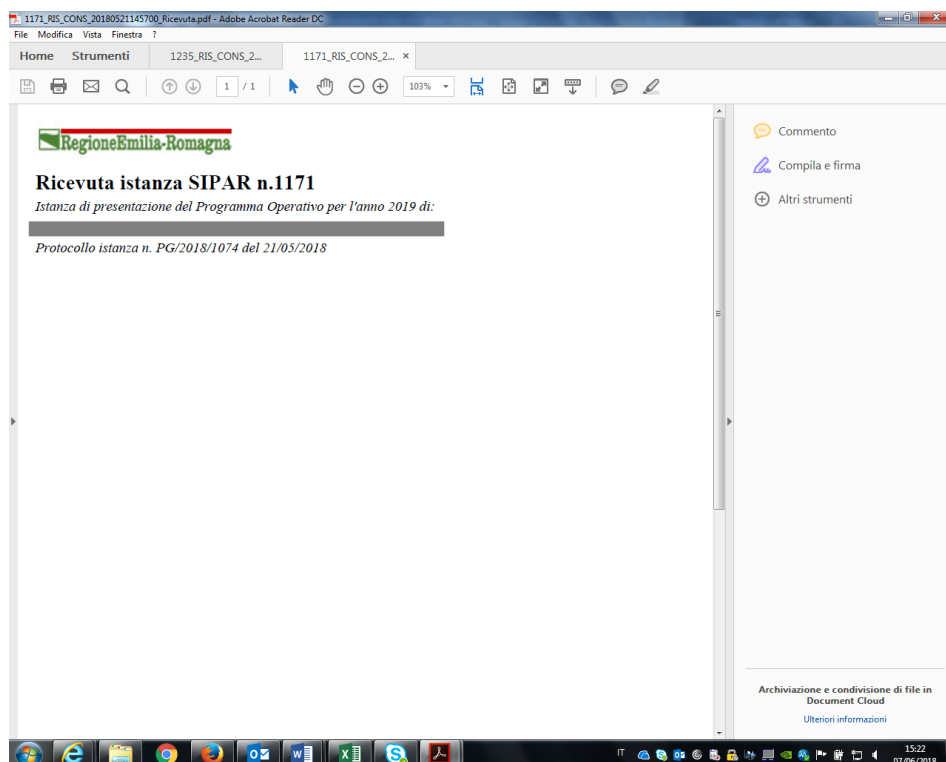 1171_RIS_CONS_20180521145700_Ricevuta.pdf - Adobe Acrobat Reader DC
File Modifica Vista Finestra ?
Home Strumenti 1235_RIS_CONS_2... 1171_RIS_CONS_2... ×
1 / 1 103%
RegioneEmilia-Romagna
Ricevuta istanza SIPAR n.1171
Istanza di presentazione del Programma Operativo per l'anno 2019 di:
Protocollo istanza n. PG/2018/1074 del 21/05/2018
Commento
Compila e firma
Altri strumenti
Archiviazione e condivisione di file in
Document Cloud
Ulteriori informazioni
IT
15:22
07/06/2018